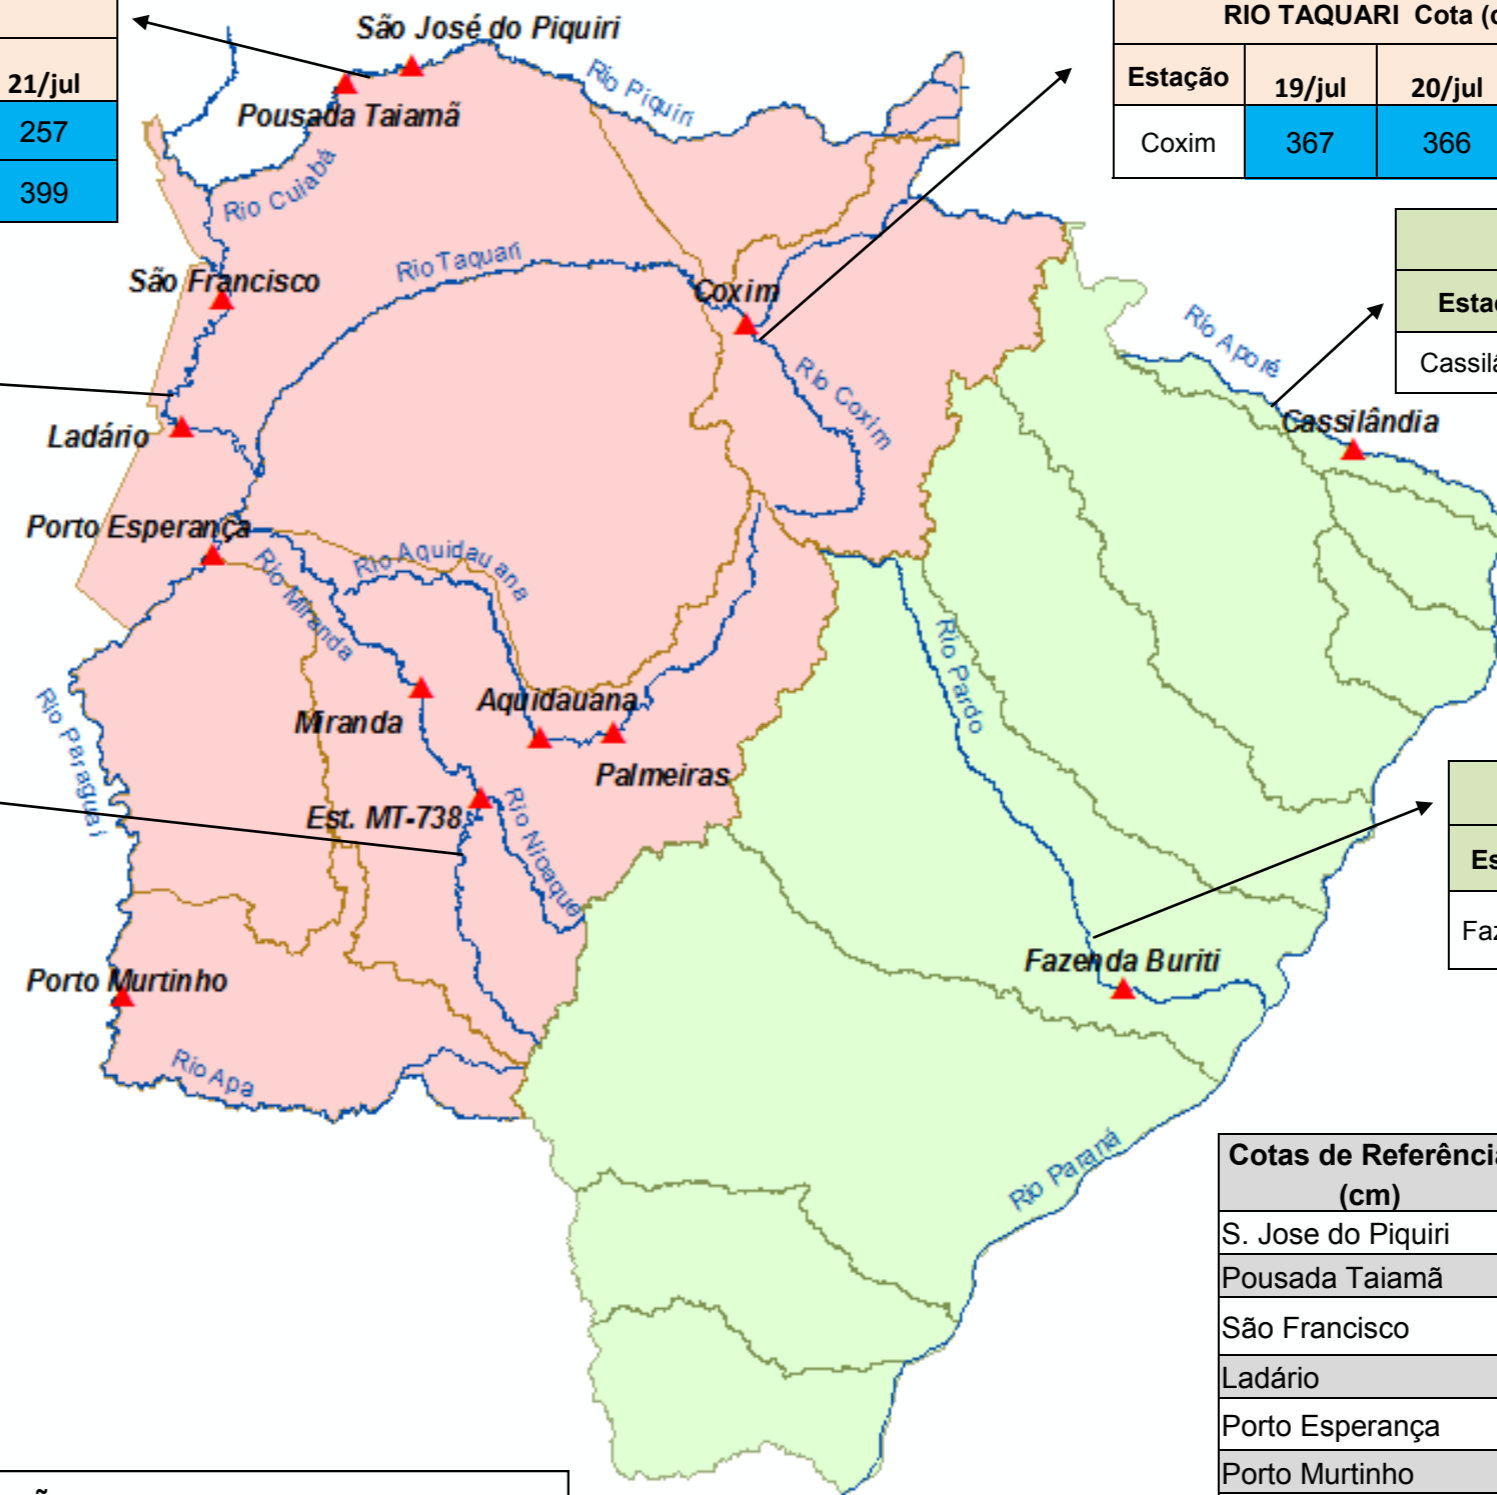 21/jul
257
399
São José do Piquiri
Pousada Taiamã
Rio Piquiri
Rio Cuiabá
RIO TAQUARI Cota (c
Estação 19/jul 20/jul
Coxim 367 366
São Francisco
Rio Taquari
Coxim
Rio Coxim
Estaç
Cassilâ
Rio Aporé
Cassilândia
Ladário
Porto Esperança
Rio Miranda
Rio Aquidauana
Rio Pardo
Rio Paraguai
Miranda
Aquidauana
Palmeiras
Est. MT-738
Rio Nioaque
Es
Faz
Fazenda Buriti
Porto Murtinho
Rio Apa
Rio Paraná
Cotas de Referência
(cm)
S. Jose do Piquiri
Pousada Taiamã
São Francisco
Ladário
Porto Esperança
Porto Murtinho